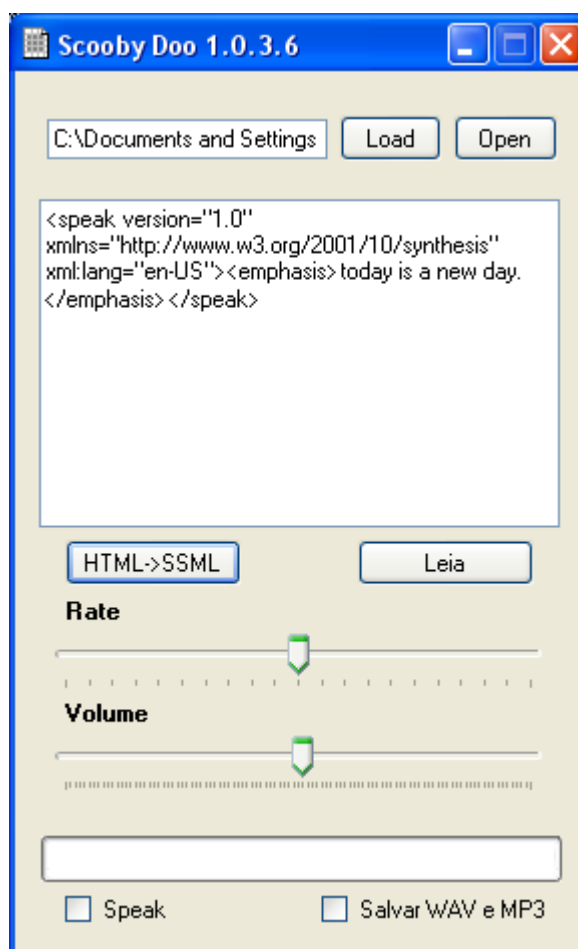 Scooby Doo 1.0.3.6
C:\Documents and Settings Load Open
<speak version="1.0"
xmlns="http://www.w3.org/2001/10/synthesis"
xml:lang="en-US"><emphasis>today is a new day.
</emphasis></speak>
HTML->SSML Leia
Rate
Volume
Speak Salvar WAV e MP3